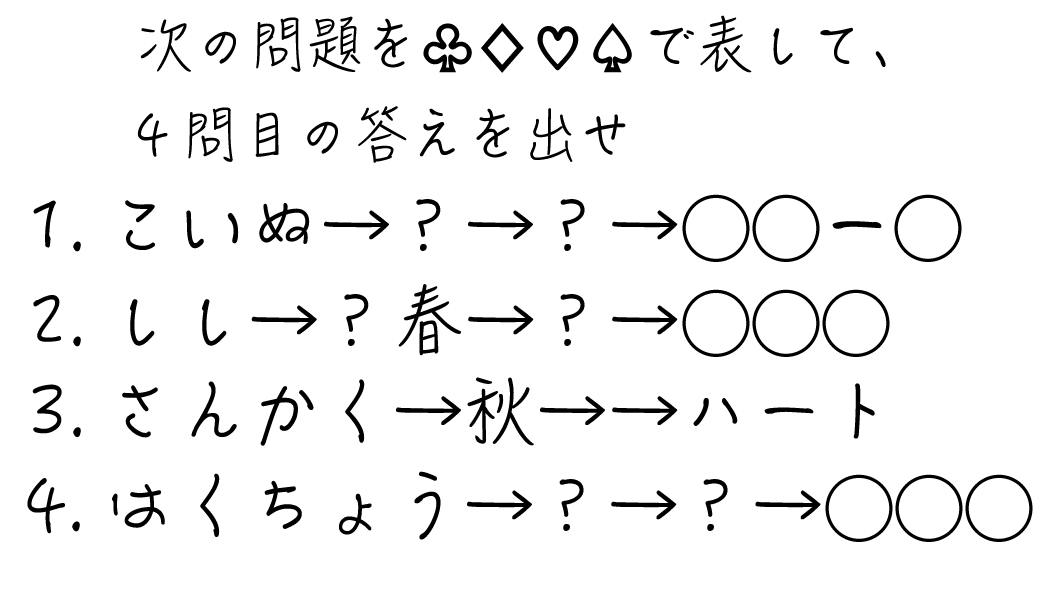 次の問題を♧♢♡♤で表して、
４問目の答えを出せ
1. こいぬ→？→？→○○ー○
2. しし→？春→？→○○○
3. さんかく→秋→→ハート
4. はくちょう→？→？→○○○